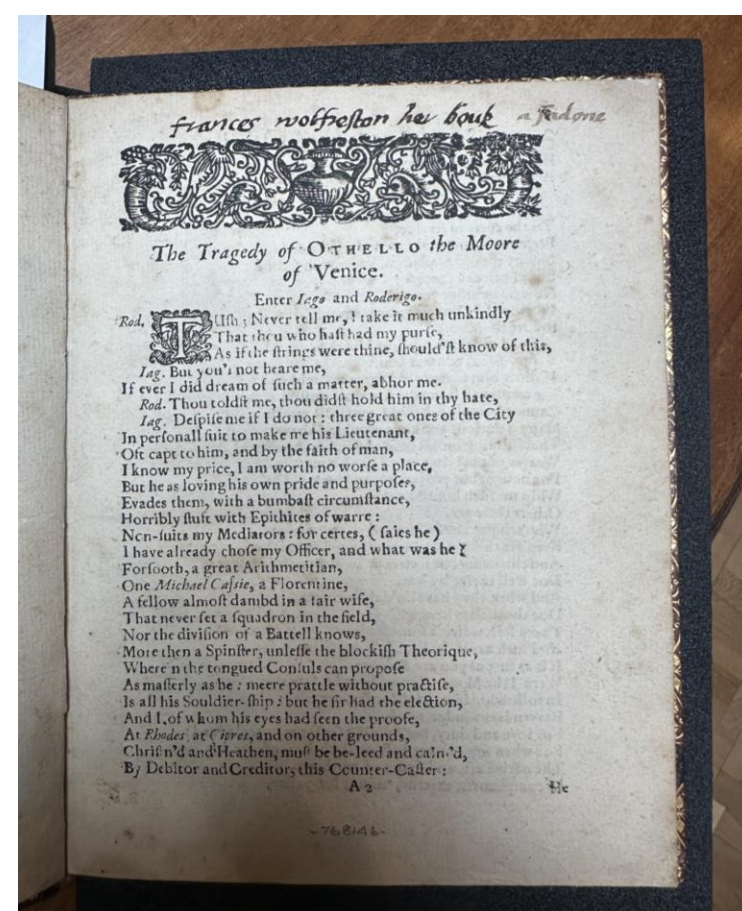 frances wolfreston her bouk a sad one
The Tragedy of OTHELLO the Moore
of Venice.
Enter Iago and Roderigo.
Rod. TUſh ; Never tell me, I take it much unkindly
That thou who haſt had my purſe,
As if the ſtrings were thine, ſhould'ſt know of this,
Iag. But you'l not heare me,
If ever I did dream of ſuch a matter, abhor me.
Rod. Thou toldſt me, thou didſt hold him in thy hate,
Iag. Deſpiſe me if I do not : three great ones of the City
In perſonall ſuit to make me his Lieutenant,
Oft capt to him, and by the faith of man,
I know my price, I am worth no worſe a place,
But he as loving his own pride and purpoſes,
Evades them, with a bumbaſt circumſtance,
Horribly ſtuft with Epithites of warre :
Non-ſuits my Mediators : for certes, ( ſaies he )
I have already choſe my Officer, and what was he ?
Forſooth, a great Arithmetitian,
One Michael Caſsie, a Florentine,
A fellow almoſt dambd in a fair wife,
That never ſet a ſquadron in the field,
Nor the diviſion of a Battell knows,
More then a Spinſter, unleſſe the blockiſh Theorique,
Where n the tongued Conſuls can propoſe
As maſterly as he : meere prattle without practiſe,
Is all his Souldier-ſhip : but he ſir had the election,
And I, of whom his eyes had ſeen the proofe,
At Rhodes at Cipres, and on other grounds,
Chriſn'd and Heathen, muſt be be-leed and calm'd,
By Debitor and Creditor, this Counter-Caſter :
A 2 He
-768146-